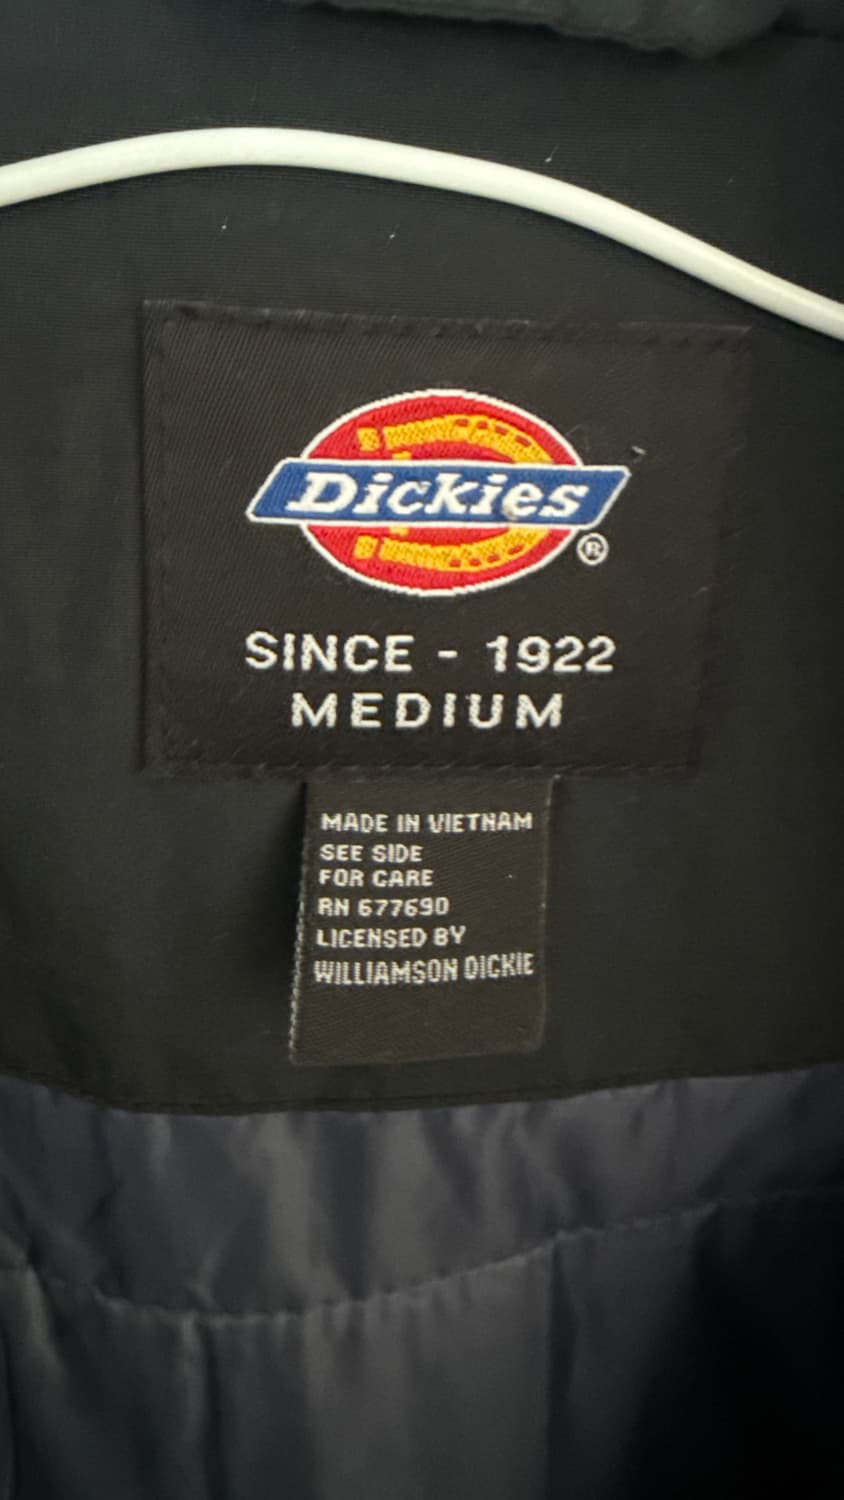 Dickies
®
SINCE - 1922
MEDIUM
MADE IN VIETNAM
SEE SIDE
FOR CARE
RN 677690
LICENSED BY
WILLIAMSON DICKIE